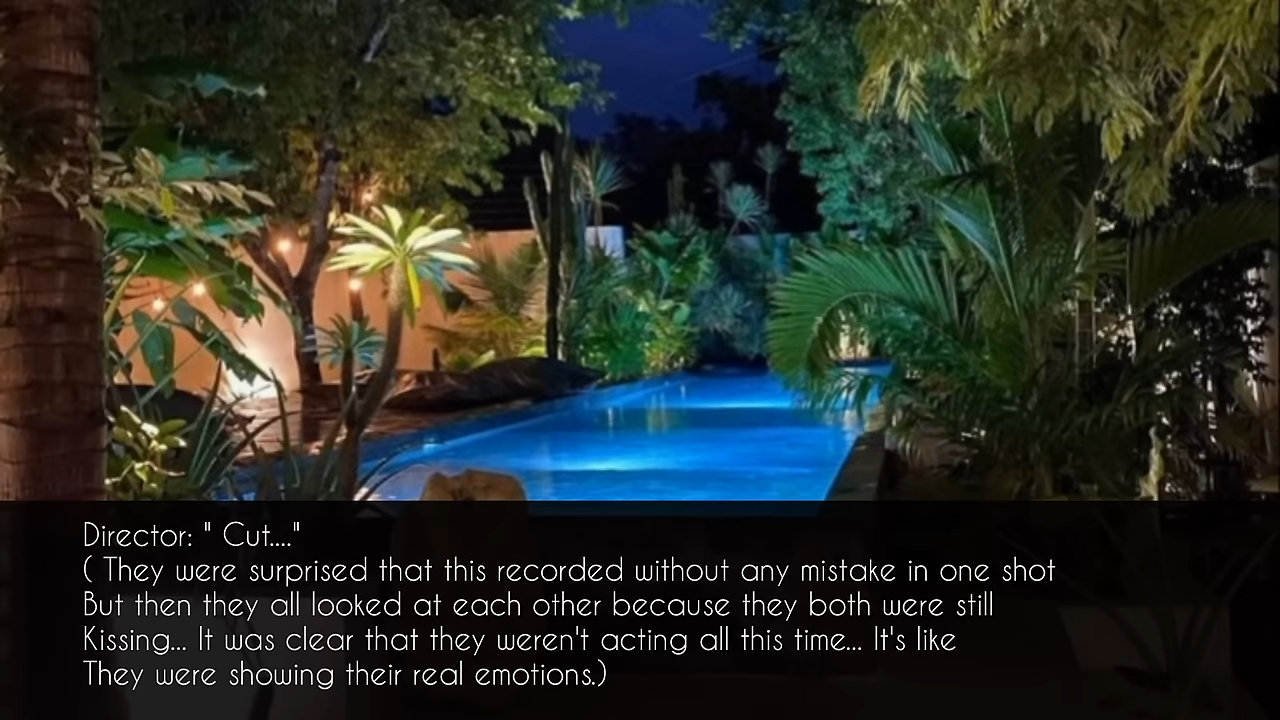 Director: " Cut...."
( They were surprised that this recorded without any mistake in one shot
But then they all looked at each other because they both were still
Kissing... It was clear that they weren't acting all this time... It's like
They were showing their real emotions.)